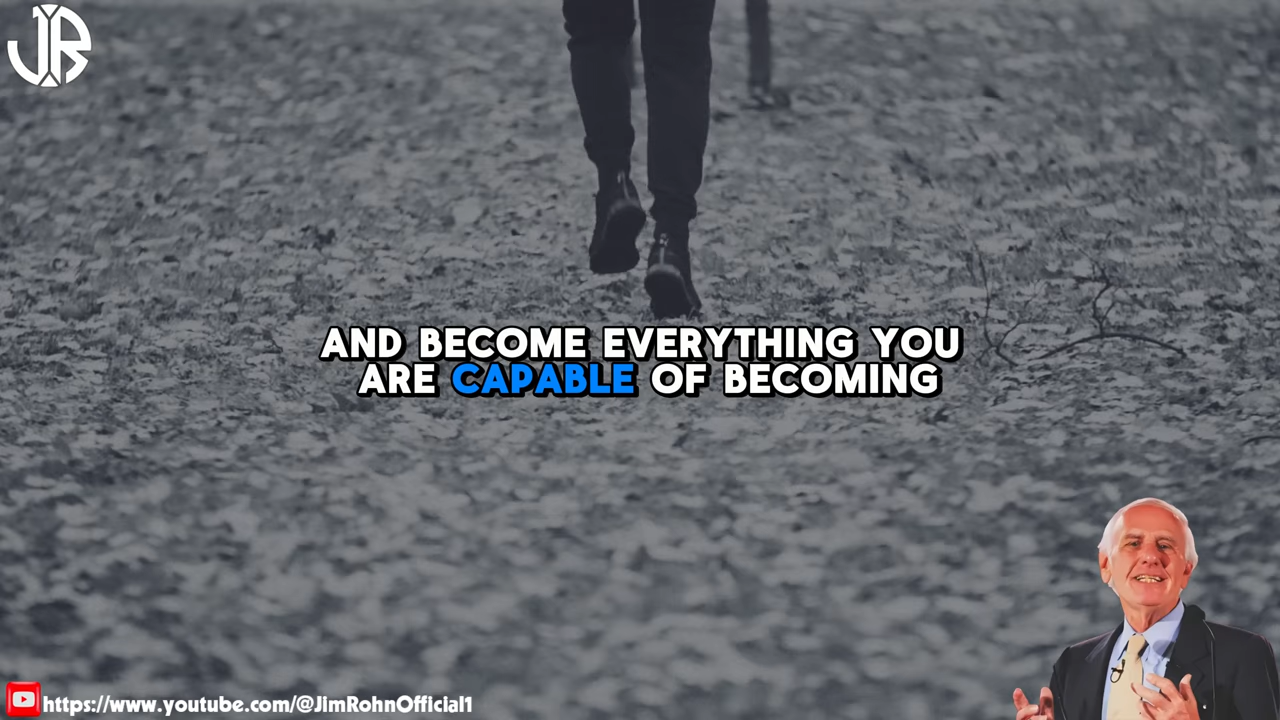 JR
AND BECOME EVERYTHING YOU
ARE CAPABLE OF BECOMING
https://www.youtube.com/@JimRohnOfficial1